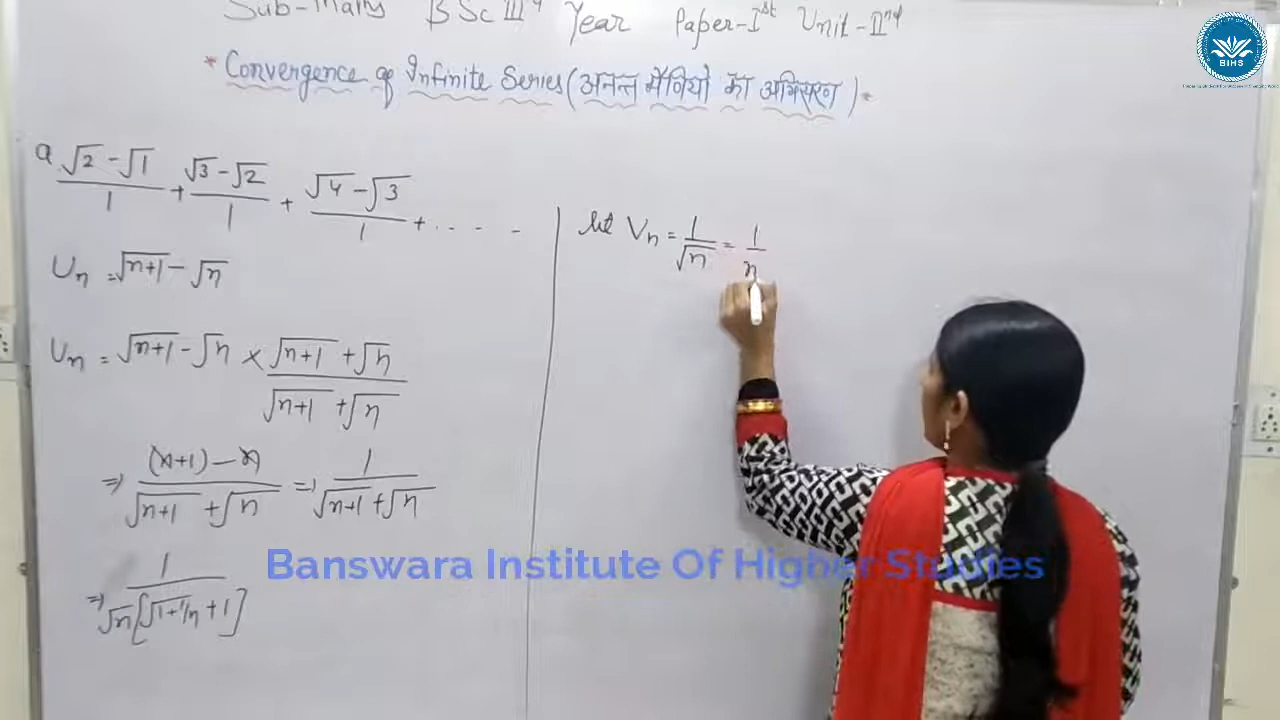 Sub-Maths BSc IIIrd Year Paper-Ist Unit-IInd
* Convergence of Infinite Series (अनन्त श्रेणियो का अभिसरण) *
Q. (√2 - √1)/1 + (√3 - √2)/1 + (√4 - √3)/1 + . . . . .
Un = √(n+1) - √n
Un = √(n+1) - √n × (√(n+1) + √n)/(√(n+1) + √n)
⇒ ((n+1) - n)/(√(n+1) + √n) ⇒ 1/(√(n+1) + √n)
⇒ 1/(√n[√(1+1/n) + 1])
let Vn = 1/√n = 1/n
Banswara Institute Of Higher Studies
BIHS